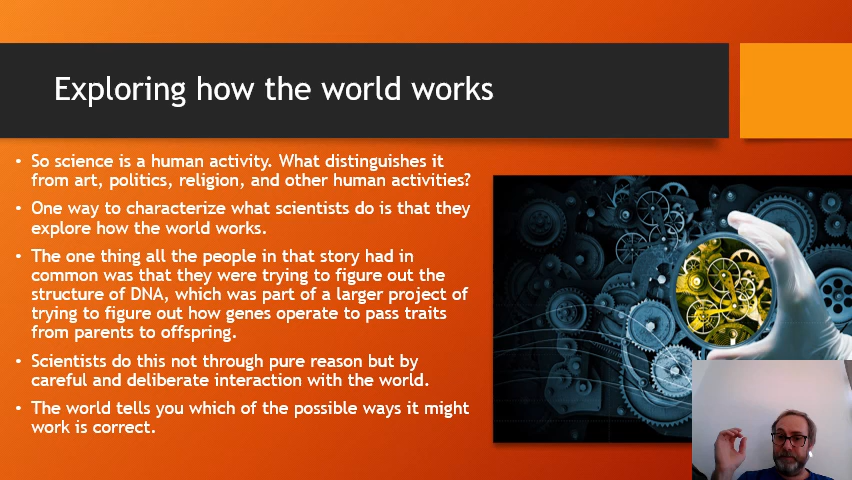 Exploring how the world works
• So science is a human activity. What distinguishes it
from art, politics, religion, and other human activities?
• One way to characterize what scientists do is that they
explore how the world works.
• The one thing all the people in that story had in
common was that they were trying to figure out the
structure of DNA, which was part of a larger project of
trying to figure out how genes operate to pass traits
from parents to offspring.
• Scientists do this not through pure reason but by
careful and deliberate interaction with the world.
• The world tells you which of the possible ways it might
work is correct.